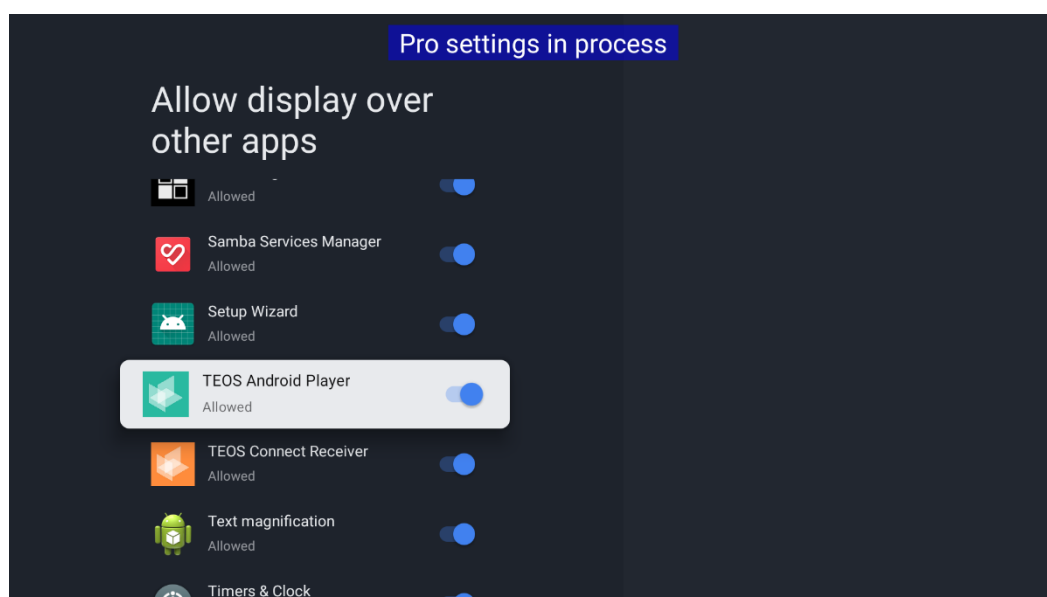 Pro settings in process
Allow display over
other apps
Allowed
Samba Services Manager
Allowed
Setup Wizard
Allowed
TEOS Android Player
Allowed
TEOS Connect Receiver
Allowed
Text magnification
Allowed
Timers & Clock